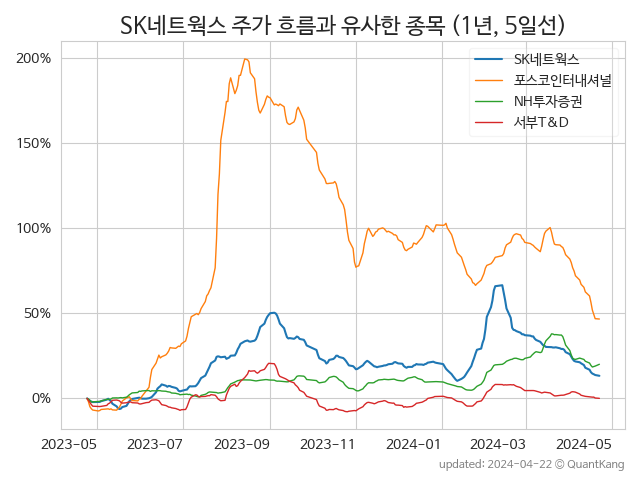 SK네트웍스 주가 흐름과 유사한 종목 (1년, 5일선)
SK네트웍스
포스코인터내셔널
NH투자증권
서부T&D
200%
150%
100%
50%
0%
2023-05 2023-07 2023-09 2023-11 2024-01 2024-03 2024-05
updated: 2024-04-22 © QuantKang